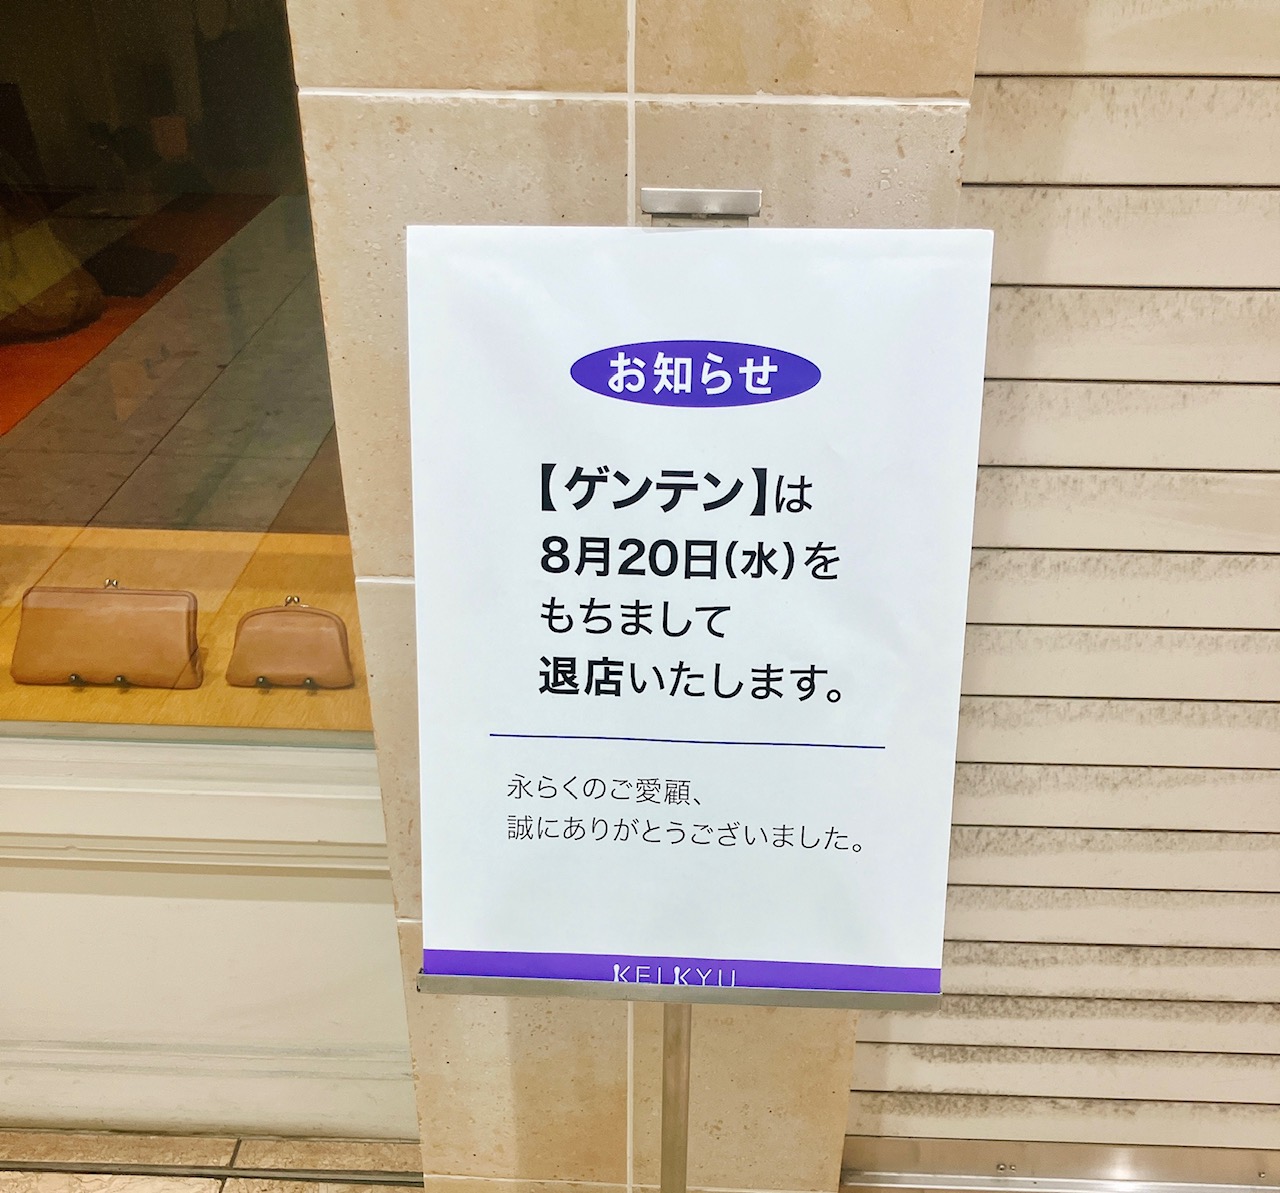 お知らせ
【ゲンテン】は
8月20日(水)を
もちまして
退店いたします。
永らくのご愛顧、
誠にありがとうございました。
KEIKYU